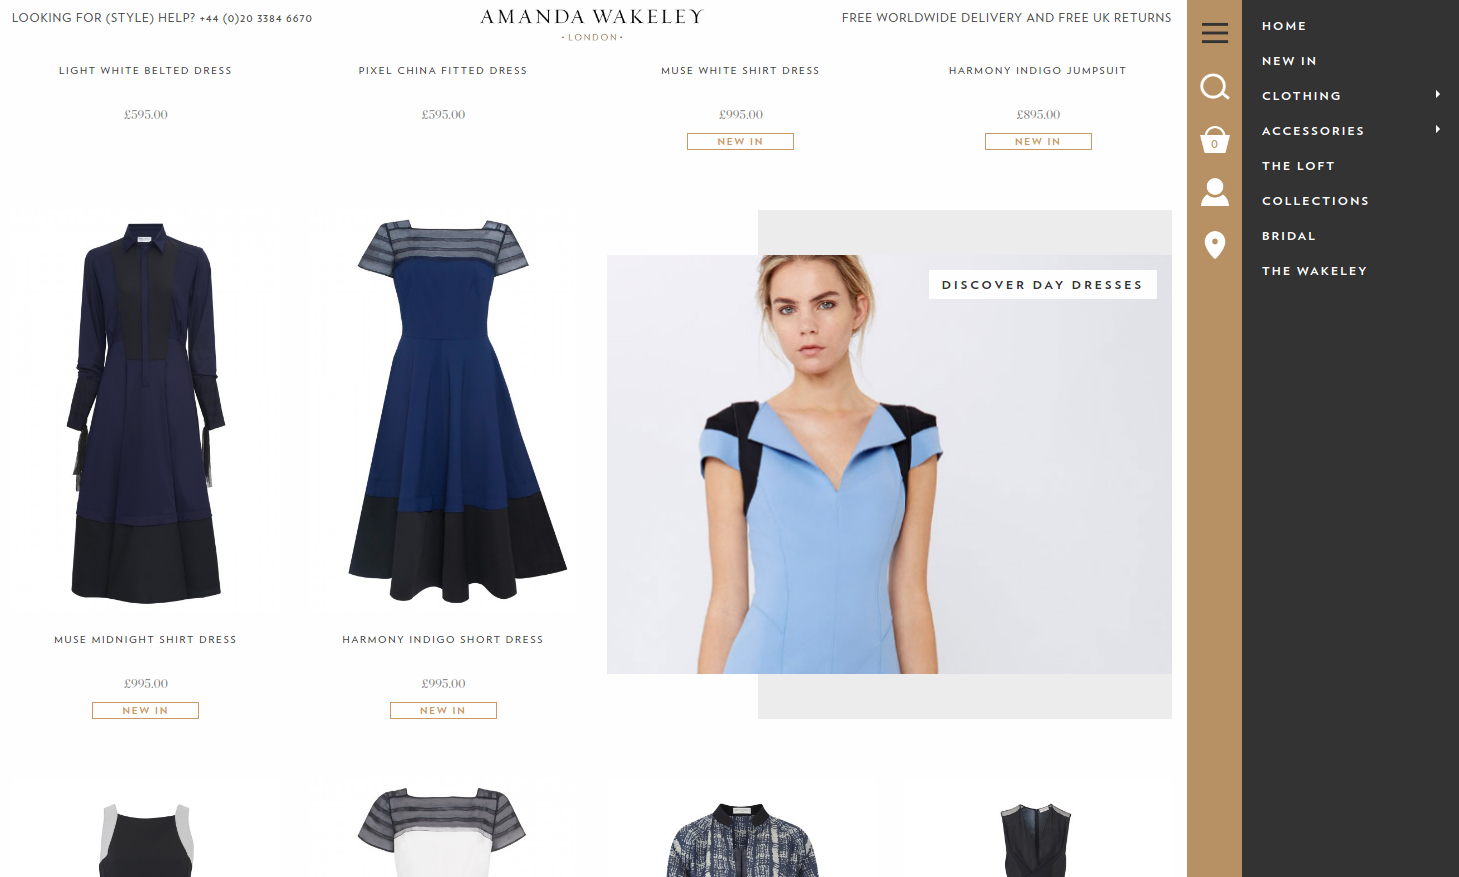 LOOKING FOR (STYLE) HELP? +44 (0)20 3384 6670
AMANDA WAKELEY
·LONDON·
FREE WORLDWIDE DELIVERY AND FREE UK RETURNS
LIGHT WHITE BELTED DRESS
PIXEL CHINA FITTED DRESS
MUSE WHITE SHIRT DRESS
HARMONY INDIGO JUMPSUIT
£595.00
£595.00
£995.00
£895.00
NEW IN
NEW IN
DISCOVER DAY DRESSES
MUSE MIDNIGHT SHIRT DRESS
HARMONY INDIGO SHORT DRESS
£995.00
£995.00
NEW IN
NEW IN
0
HOME
NEW IN
CLOTHING
ACCESSORIES
THE LOFT
COLLECTIONS
BRIDAL
THE WAKELEY